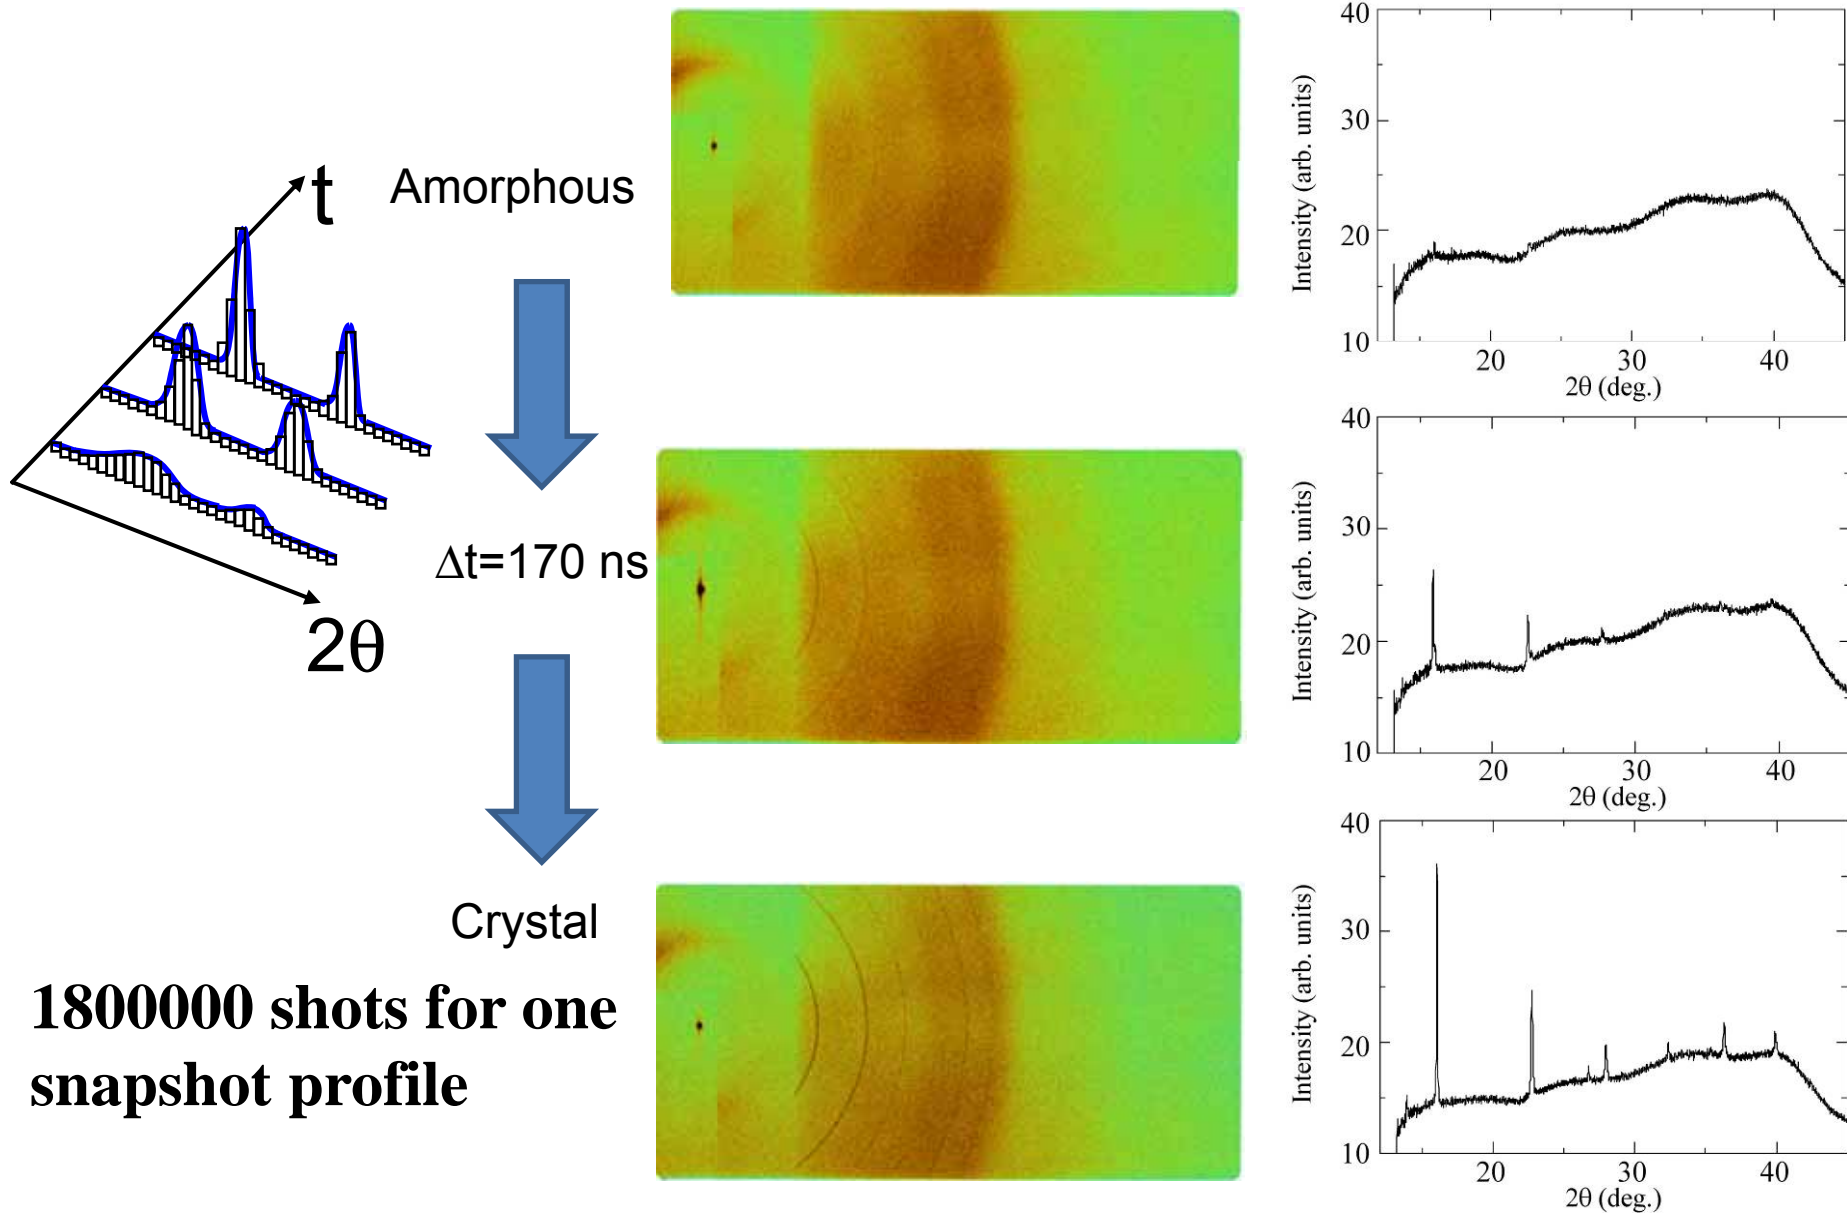 t
2θ
Amorphous
Δt=170 ns
Crystal
1800000 shots for one
snapshot profile
40
30
20
10
Intensity (arb. units)
20 30 40
2θ (deg.)
40
30
20
10
Intensity (arb. units)
20 30 40
2θ (deg.)
40
30
20
10
Intensity (arb. units)
20 30 40
2θ (deg.)